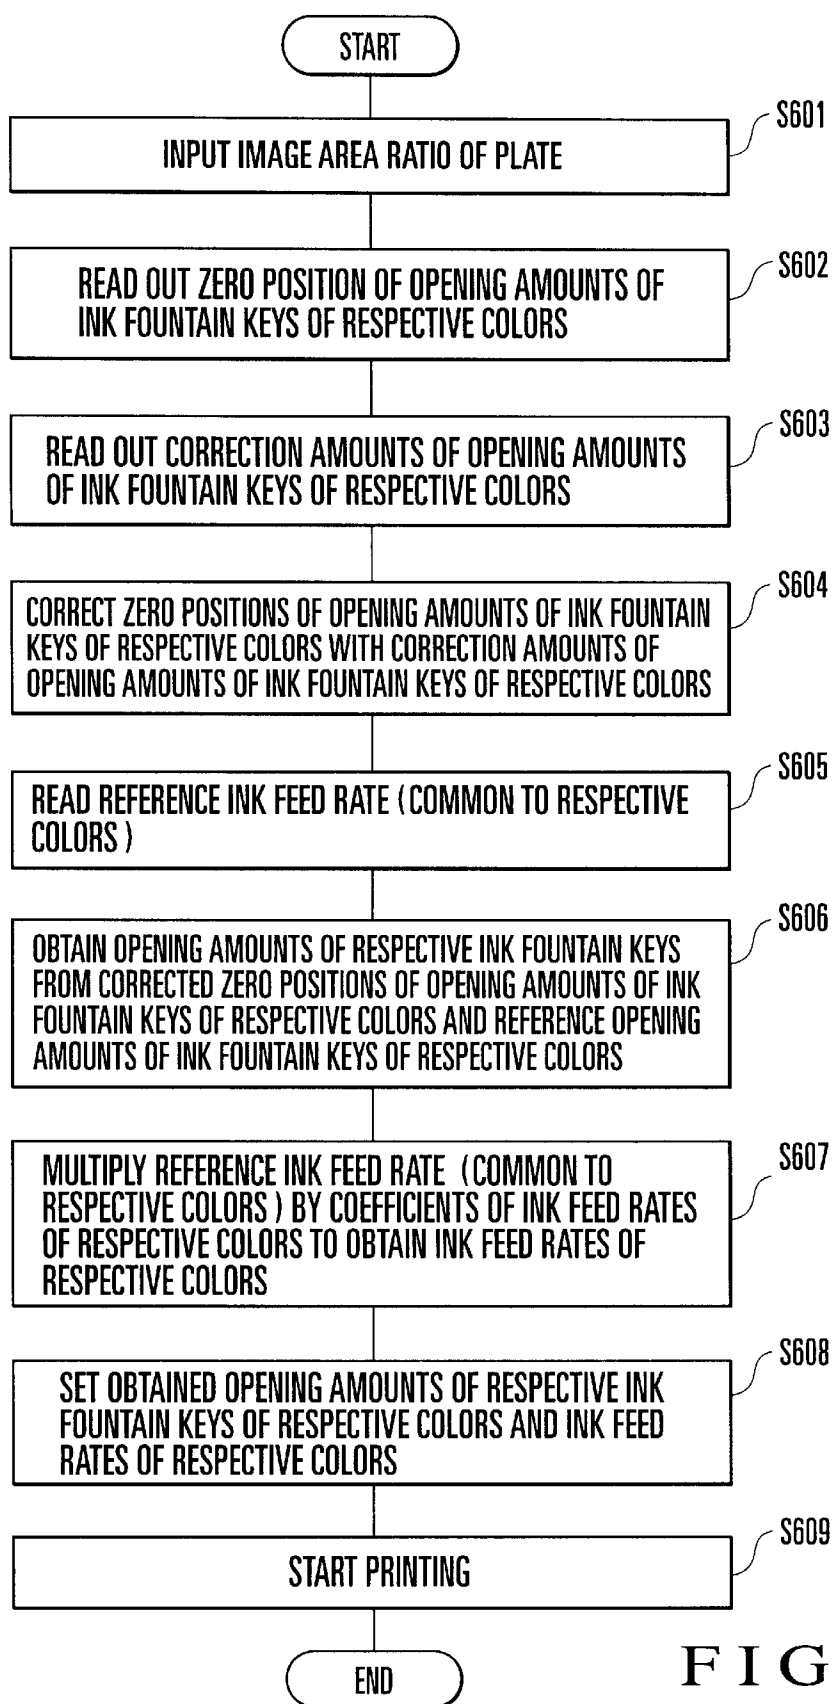 START
S601
INPUT IMAGE AREA RATIO OF PLATE
S602
READ OUT ZERO POSITION OF OPENING AMOUNTS OF
INK FOUNTAIN KEYS OF RESPECTIVE COLORS
S603
READ OUT CORRECTION AMOUNTS OF OPENING AMOUNTS
OF INK FOUNTAIN KEYS OF RESPECTIVE COLORS
S604
CORRECT ZERO POSITIONS OF OPENING AMOUNTS OF INK FOUNTAIN
KEYS OF RESPECTIVE COLORS WITH CORRECTION AMOUNTS OF
OPENING AMOUNTS OF INK FOUNTAIN KEYS OF RESPECTIVE COLORS
S605
READ REFERENCE INK FEED RATE (COMMON TO RESPECTIVE
COLORS)
S606
OBTAIN OPENING AMOUNTS OF RESPECTIVE INK FOUNTAIN KEYS
FROM CORRECTED ZERO POSITIONS OF OPENING AMOUNTS OF INK
FOUNTAIN KEYS OF RESPECTIVE COLORS AND REFERENCE OPENING
AMOUNTS OF INK FOUNTAIN KEYS OF RESPECTIVE COLORS
S607
MULTIPLY REFERENCE INK FEED RATE (COMMON TO
RESPECTIVE COLORS) BY COEFFICIENTS OF INK FEED RATES
OF RESPECTIVE COLORS TO OBTAIN INK FEED RATES OF
RESPECTIVE COLORS
S608
SET OBTAINED OPENING AMOUNTS OF RESPECTIVE INK
FOUNTAIN KEYS OF RESPECTIVE COLORS AND INK FEED
RATES OF RESPECTIVE COLORS
S609
START PRINTING
END
FIG